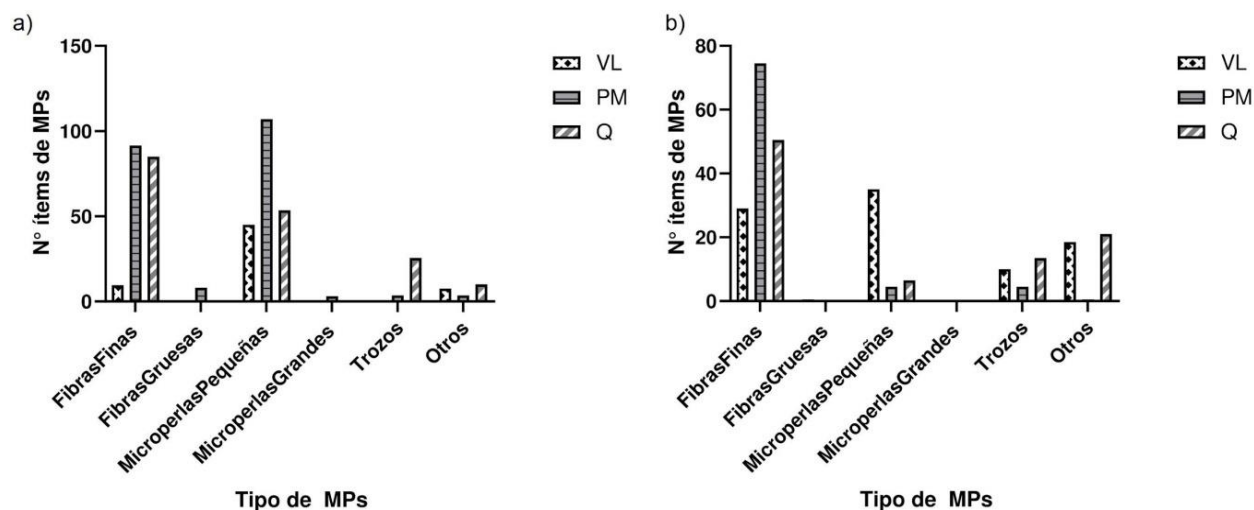 a)
150
100
50
0
N° ítems de MPs
FibrasFinas
FibrasGruesas
MicroperlasPequeñas
MicroperlasGrandes
Trozos
Otros
Tipo de MPs
VL
PM
Q
b)
80
60
40
20
0
N° ítems de MPs
FibrasFinas
FibrasGruesas
MicroperlasPequeñas
MicroperlasGrandes
Trozos
Otros
Tipo de MPs
VL
PM
Q